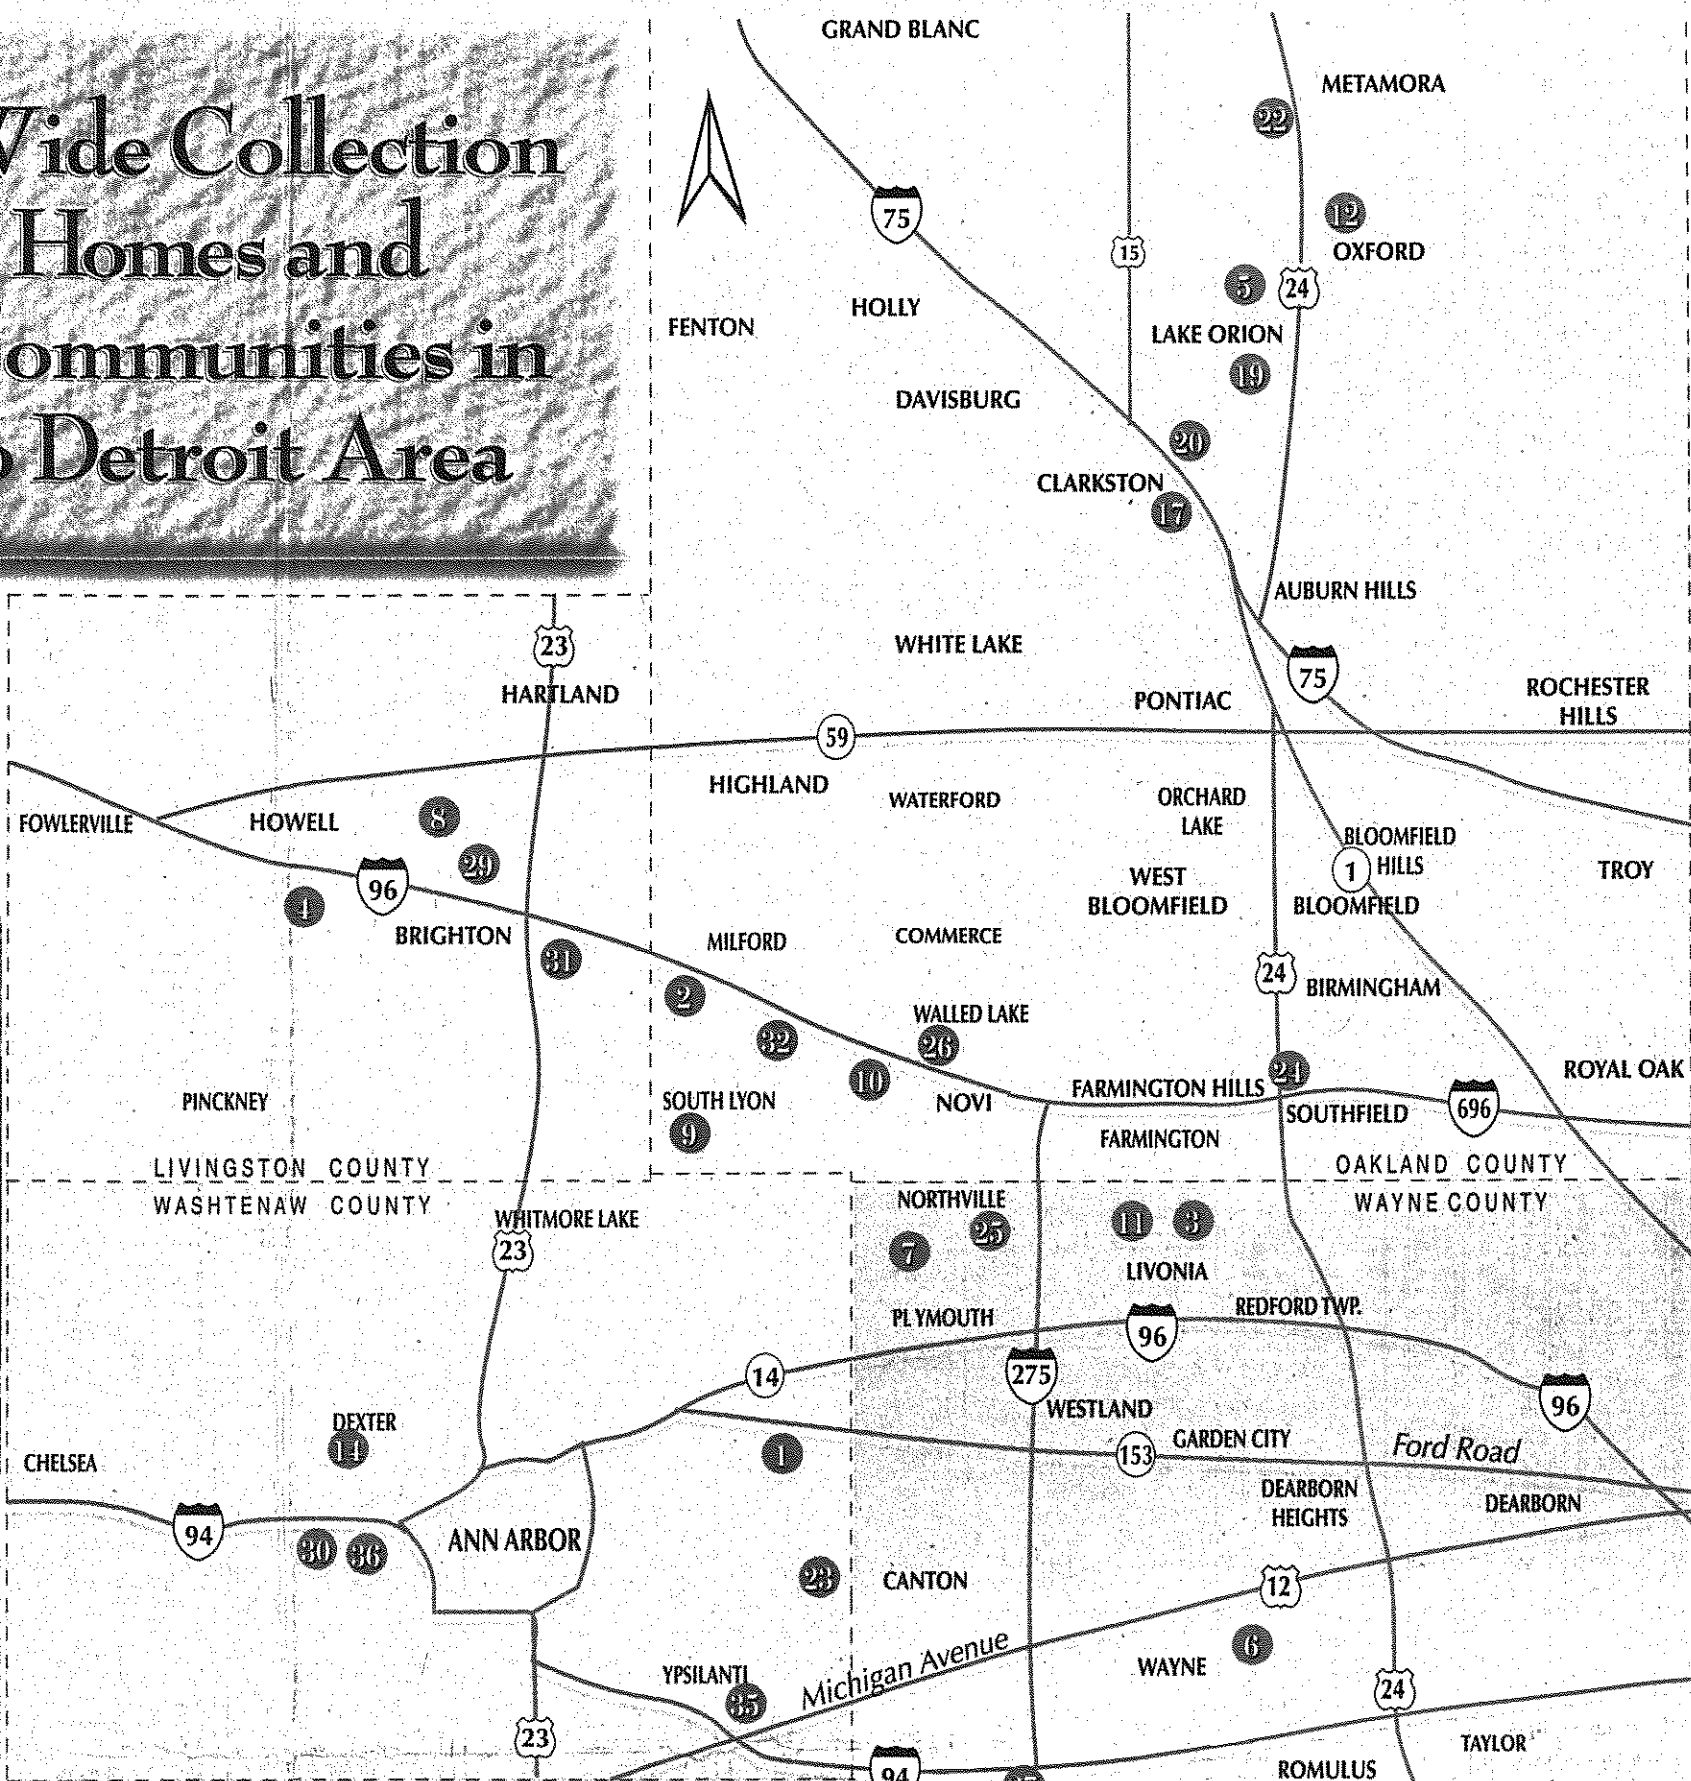 Wide Collection
Homes and
ommunities in
Detroit Area
GRAND BLANC
METAMORA
22
75
12
OXFORD
15
5
24
HOLLY
FENTON
LAKE ORION
19
DAVISBURG
20
CLARKSTON
17
AUBURN HILLS
23
WHITE LAKE
75
HARTLAND
PONTIAC
ROCHESTER
HILLS
59
HIGHLAND
WATERFORD
ORCHARD
LAKE
FOWLERVILLE
HOWELL
8
BLOOMFIELD
HILLS
1
29
TROY
96
WEST
BLOOMFIELD
BLOOMFIELD
4
BRIGHTON
MILFORD
COMMERCE
31
24
BIRMINGHAM
2
WALLED LAKE
32
26
10
24
ROYAL OAK
PINCKNEY
SOUTH LYON
NOVI
FARMINGTON HILLS
SOUTHFIELD
696
9
FARMINGTON
LIVINGSTON COUNTY
OAKLAND COUNTY
WASHTENAW COUNTY
WAYNE COUNTY
NORTHVILLE
WHITMORE LAKE
25
11
3
23
7
LIVONIA
PLYMOUTH
REDFORD TWP.
96
14
275
WESTLAND
96
DEXTER
14
CHELSEA
1
153
GARDEN CITY
Ford Road
DEARBORN
HEIGHTS
DEARBORN
94
30
36
ANN ARBOR
23
CANTON
12
Michigan Avenue
6
WAYNE
YPSILANTI
35
24
23
TAYLOR
94
ROMULUS